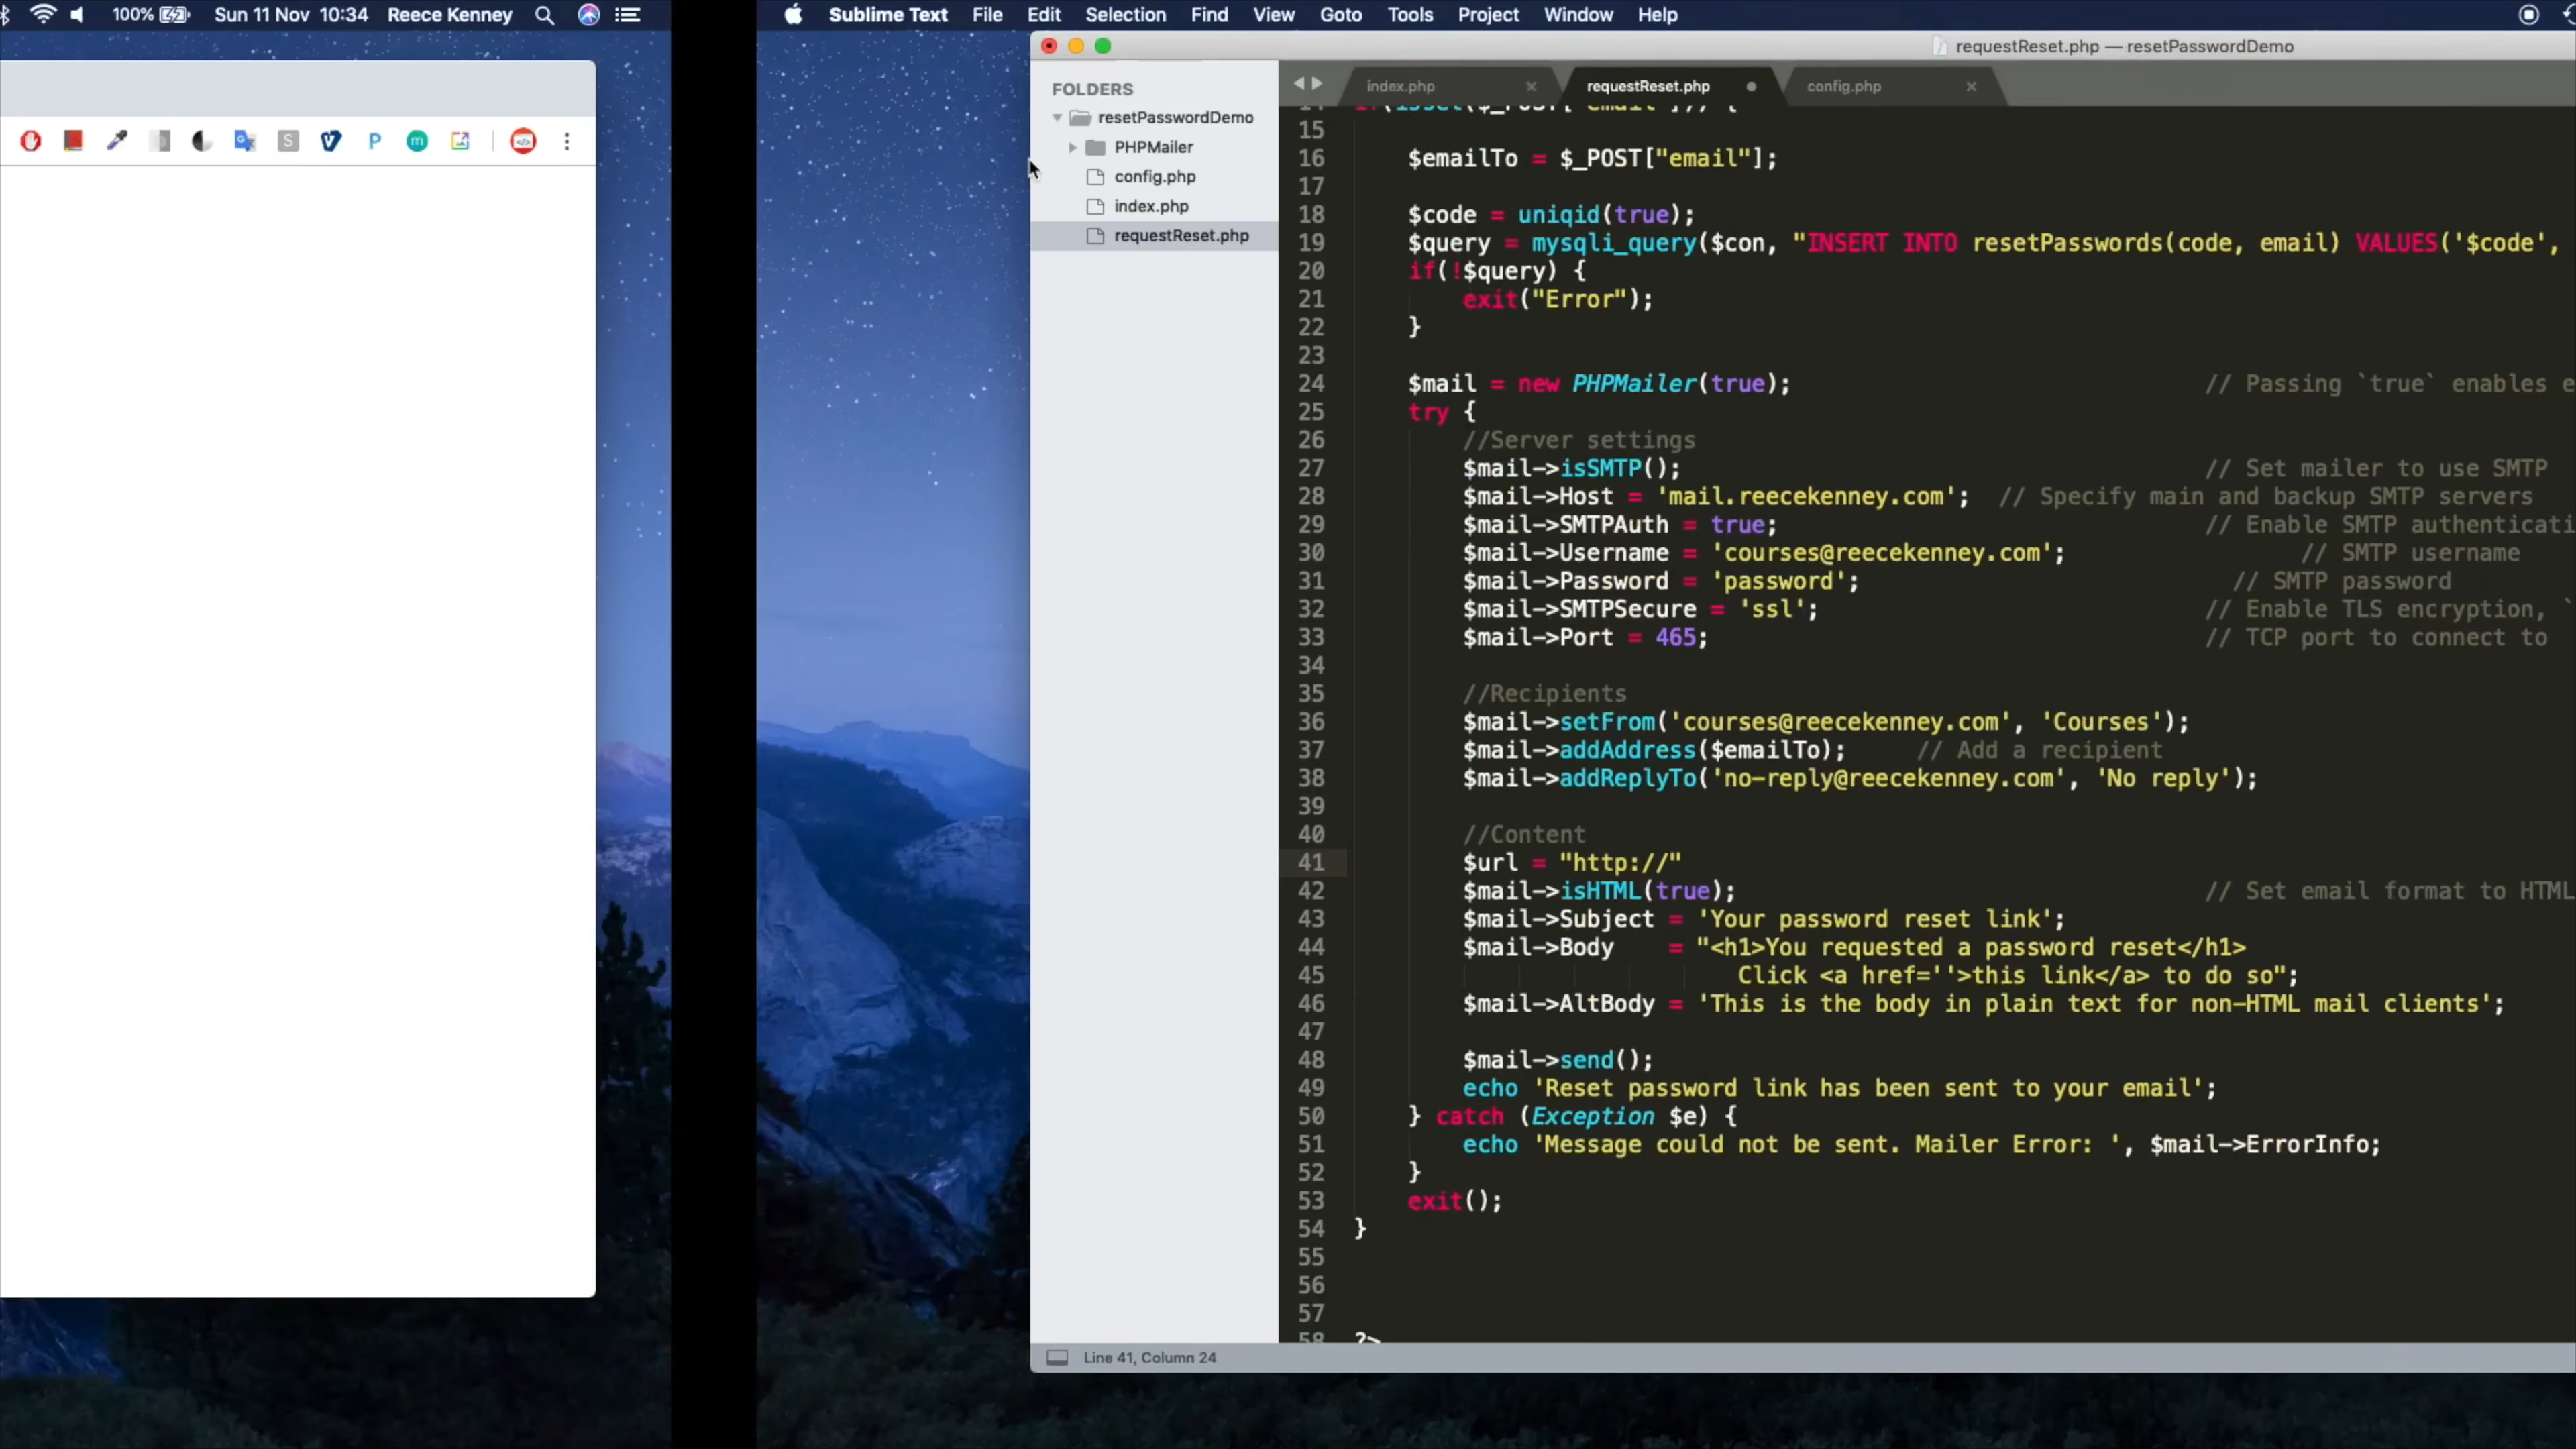 100% Sun 11 Nov 10:34 Reece Kenney
Sublime Text File Edit Selection Find View Goto Tools Project Window Help
requestReset.php — resetPasswordDemo
FOLDERS
resetPasswordDemo
PHPMailer
config.php
index.php
requestReset.php
index.php requestReset.php config.php
15
16 $emailTo = $_POST["email"];
17
18 $code = uniqid(true);
19 $query = mysqli_query($con, "INSERT INTO resetPasswords(code, email) VALUES('$code',
20 if(!$query) {
21 exit("Error");
22 }
23
24 $mail = new PHPMailer(true); // Passing `true` enables e
25 try {
26 //Server settings
27 $mail->isSMTP(); // Set mailer to use SMTP
28 $mail->Host = 'mail.reecekenney.com'; // Specify main and backup SMTP servers
29 $mail->SMTPAuth = true; // Enable SMTP authenticati
30 $mail->Username = 'courses@reecekenney.com'; // SMTP username
31 $mail->Password = 'password'; // SMTP password
32 $mail->SMTPSecure = 'ssl'; // Enable TLS encryption, `
33 $mail->Port = 465; // TCP port to connect to
34
35 //Recipients
36 $mail->setFrom('courses@reecekenney.com', 'Courses');
37 $mail->addAddress($emailTo); // Add a recipient
38 $mail->addReplyTo('no-reply@reecekenney.com', 'No reply');
39
40 //Content
41 $url = "http://"
42 $mail->isHTML(true); // Set email format to HTML
43 $mail->Subject = 'Your password reset link';
44 $mail->Body = "<h1>You requested a password reset</h1>
45 Click <a href=''>this link</a> to do so";
46 $mail->AltBody = 'This is the body in plain text for non-HTML mail clients';
47
48 $mail->send();
49 echo 'Reset password link has been sent to your email';
50 } catch (Exception $e) {
51 echo 'Message could not be sent. Mailer Error: ', $mail->ErrorInfo;
52 }
53 exit();
54 }
55
56
57
58 ?>
Line 41, Column 24